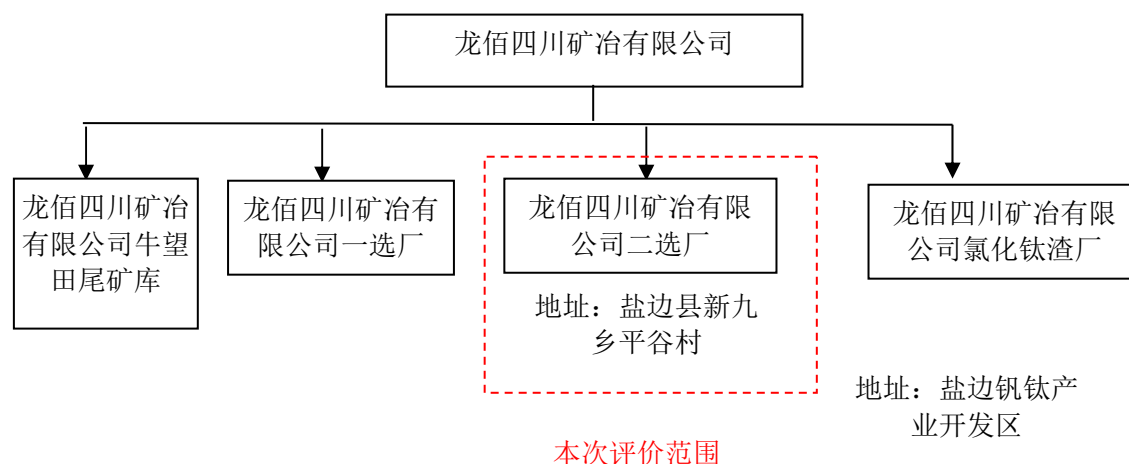 龙佰四川矿冶有限公司
龙佰四川矿冶
有限公司牛望
田尾矿库
龙佰四川矿冶有
限公司一选厂
龙佰四川矿冶有限
公司二选厂
地址：盐边县新九
乡平谷村
龙佰四川矿冶有限
公司氯化钛渣厂
地址：盐边钒钛产
业开发区
本次评价范围